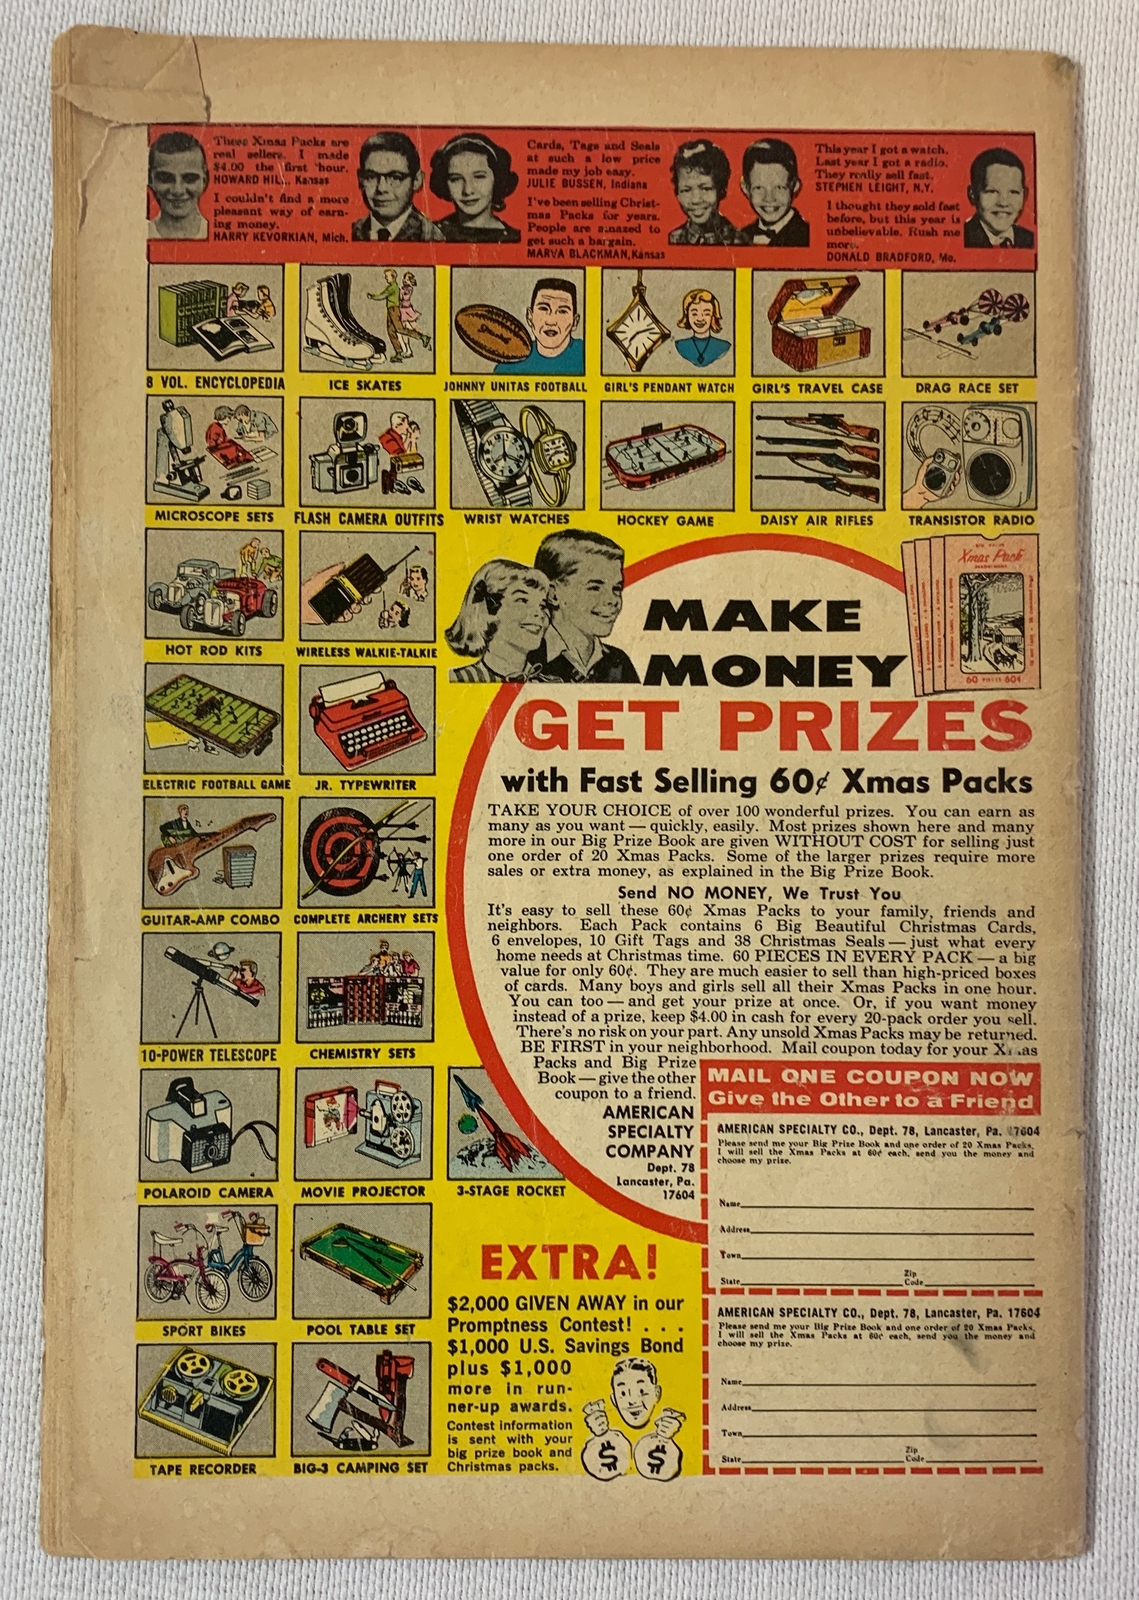 These Xmas Packs are
real sellers. I made
$4.00 the first hour.
HOWARD HILL, Kansas
I couldn't find a more
pleasant way of earn-
ing money.
HARRY KEVORKIAN, Mich.
Cards, Tags and Seals
at such a low price
made my job easy.
JULIE BUSSEN, Indiana
I've been selling Christ-
mas Packs for years.
People are amazed to
get such a bargain.
MARVA BLACKMAN, Kansas
This year I got a watch.
Last year I got a radio.
They really sell fast.
STEPHEN LEIGHT, N.Y.
I thought they sold fast
before, but this year is
unbelievable. Rush me
more.
DONALD BRADFORD, Mo.
8 VOL. ENCYCLOPEDIA
ICE SKATES
JOHNNY UNITAS FOOTBALL
GIRL'S PENDANT WATCH
GIRL'S TRAVEL CASE
DRAG RACE SET
MICROSCOPE SETS
FLASH CAMERA OUTFITS
WRIST WATCHES
HOCKEY GAME
DAISY AIR RIFLES
TRANSISTOR RADIO
HOT ROD KITS
WIRELESS WALKIE-TALKIE
ELECTRIC FOOTBALL GAME
JR. TYPEWRITER
GUITAR-AMP COMBO
COMPLETE ARCHERY SETS
10-POWER TELESCOPE
CHEMISTRY SETS
POLAROID CAMERA
MOVIE PROJECTOR
3-STAGE ROCKET
SPORT BIKES
POOL TABLE SET
TAPE RECORDER
BIG-3 CAMPING SET
Xmas Pack
60 PIECES 60¢
MAKE
MONEY
GET PRIZES
with Fast Selling 60¢ Xmas Packs
TAKE YOUR CHOICE of over 100 wonderful prizes. You can earn as
many as you want — quickly, easily. Most prizes shown here and many
more in our Big Prize Book are given WITHOUT COST for selling just
one order of 20 Xmas Packs. Some of the larger prizes require more
sales or extra money, as explained in the Big Prize Book.
Send NO MONEY, We Trust You
It's easy to sell these 60¢ Xmas Packs to your family, friends and
neighbors. Each Pack contains 6 Big Beautiful Christmas Cards,
6 envelopes, 10 Gift Tags and 38 Christmas Seals — just what every
home needs at Christmas time. 60 PIECES IN EVERY PACK — a big
value for only 60¢. They are much easier to sell than high-priced boxes
of cards. Many boys and girls sell all their Xmas Packs in one hour.
You can too — and get your prize at once. Or, if you want money
instead of a prize, keep $4.00 in cash for every 20-pack order you sell.
There's no risk on your part. Any unsold Xmas Packs may be returned.
BE FIRST in your neighborhood. Mail coupon today for your Xmas
Packs and Big Prize
Book — give the other
coupon to a friend.
AMERICAN
SPECIALTY
COMPANY
Dept. 78
Lancaster, Pa.
17604
EXTRA!
$2,000 GIVEN AWAY in our
Promptness Contest! . . .
$1,000 U.S. Savings Bond
plus $1,000
more in run-
ner-up awards.
Contest information
is sent with your
big prize book and
Christmas packs.
$ $
MAIL ONE COUPON NOW
Give the Other to a Friend
AMERICAN SPECIALTY CO., Dept. 78, Lancaster, Pa. 17604
Please send me your Big Prize Book and one order of 20 Xmas Packs.
I will sell the Xmas Packs at 60¢ each, send you the money and
choose my prize.
Name
Address
Town
State Zip Code
AMERICAN SPECIALTY CO., Dept. 78, Lancaster, Pa. 17604
Please send me your Big Prize Book and one order of 20 Xmas Packs.
I will sell the Xmas Packs at 60¢ each, send you the money and
choose my prize.
Name
Address
Town
State Zip Code